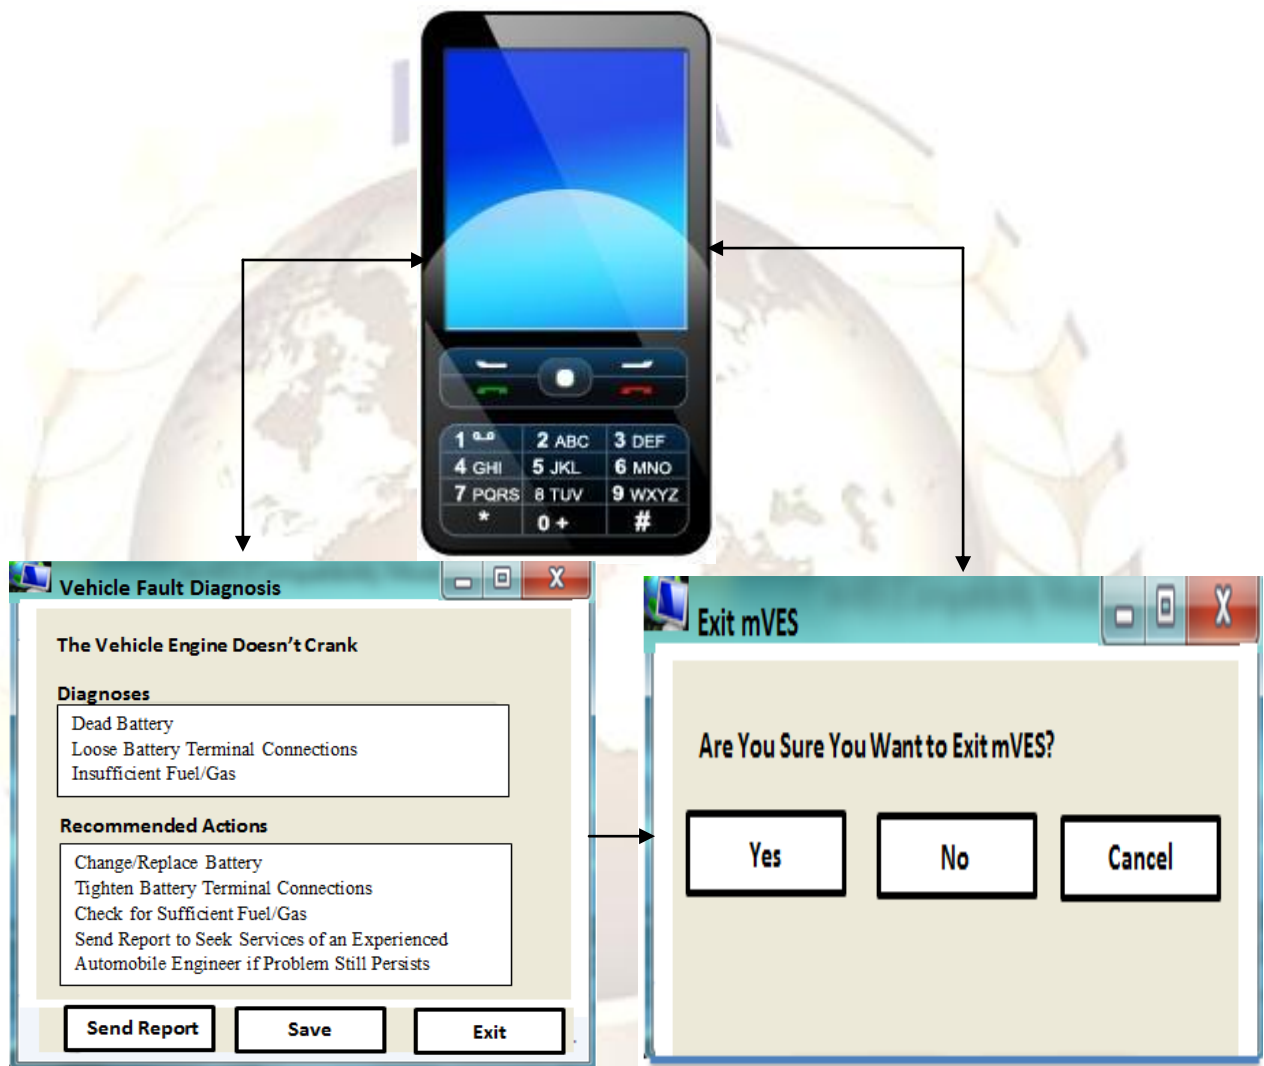 1 2 ABC 3 DEF
4 GHI 5 JKL 6 MNO
7 PQRS 8 TUV 9 WXYZ
* 0 + #
Vehicle Fault Diagnosis
X
The Vehicle Engine Doesn't Crank
Diagnoses
Dead Battery
Loose Battery Terminal Connections
Insufficient Fuel/Gas
Recommended Actions
Change/Replace Battery
Tighten Battery Terminal Connections
Check for Sufficient Fuel/Gas
Send Report to Seek Services of an Experienced
Automobile Engineer if Problem Still Persists
Send Report Save Exit
Exit mVES
X
Are You Sure You Want to Exit mVES?
Yes No Cancel